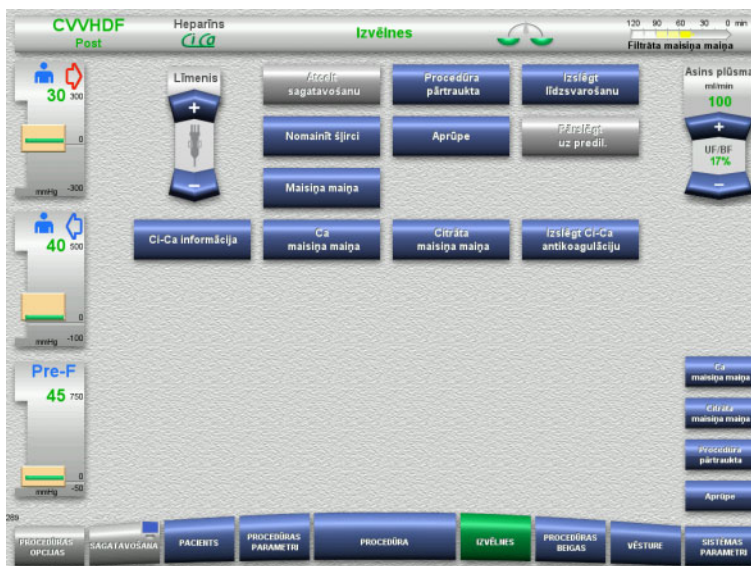 CVVHDF
Post
Heparīns
CiCa
Izvēlnes
120 90 60 30 0 min
Filtrāta maisiņa maiņa
30
300
0
mmHg -300
Līmenis
+
−
Atcelt
sagatavošanu
Procedūra
pārtraukta
Izslēgt
līdzsvarošanu
Nomainīt šļirci
Aprūpe
Pārslēgt
uz predil.
Maisiņa maiņa
Ci-Ca informācija
Ca
maisiņa maiņa
Citrāta
maisiņa maiņa
Izslēgt Ci-Ca
antikoagulāciju
Asins plūsma
ml/min
100
+
UF/BF
17%
−
40
500
0
mmHg -100
Pre-F
45
750
0
mmHg -50
Ca
maisiņa maiņa
Citrāta
maisiņa maiņa
Procedūra
pārtraukta
Aprūpe
289
PROCEDŪRAS
OPCIJAS
SAGATAVOŠANA
PACIENTS
PROCEDŪRAS
PARAMETRI
PROCEDŪRA
IZVĒLNES
PROCEDŪRAS
BEIGAS
VĒSTURE
SISTĒMAS
PARAMETRI